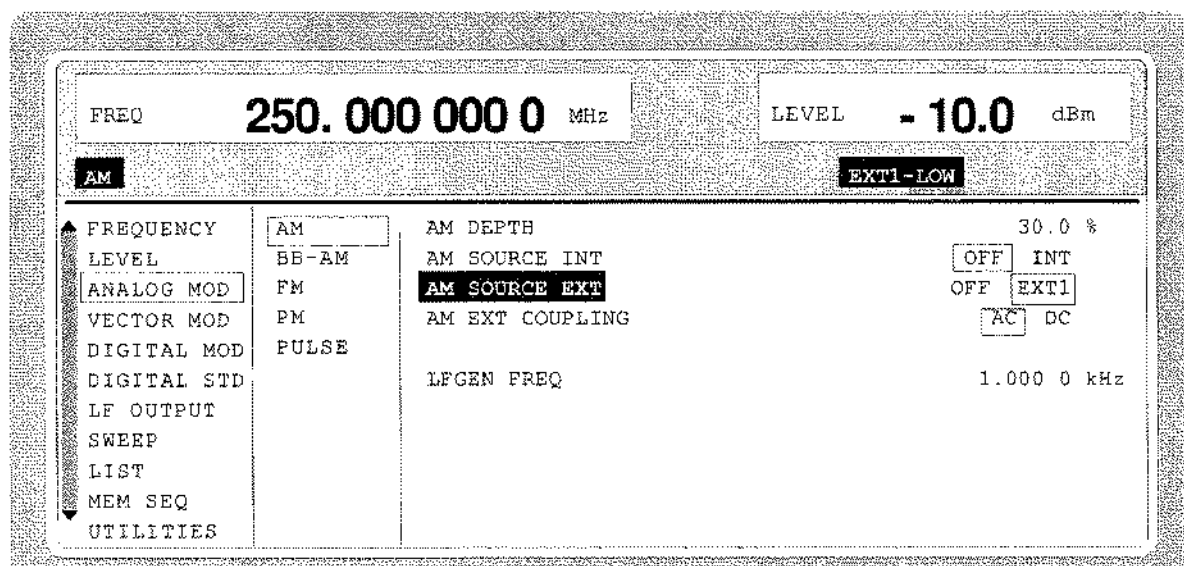 FREQ 250. 000 000 0 MHz LEVEL - 10.0 dBm
AM EXT1-LOW
FREQUENCY AM AM DEPTH 30.0 %
LEVEL BB-AM AM SOURCE INT OFF INT
ANALOG MOD FM AM SOURCE EXT OFF EXT1
VECTOR MOD PM AM EXT COUPLING AC DC
DIGITAL MOD PULSE
DIGITAL STD LFGEN FREQ 1.000 0 kHz
LF OUTPUT
SWEEP
LIST
MEM SEQ
UTILITIES